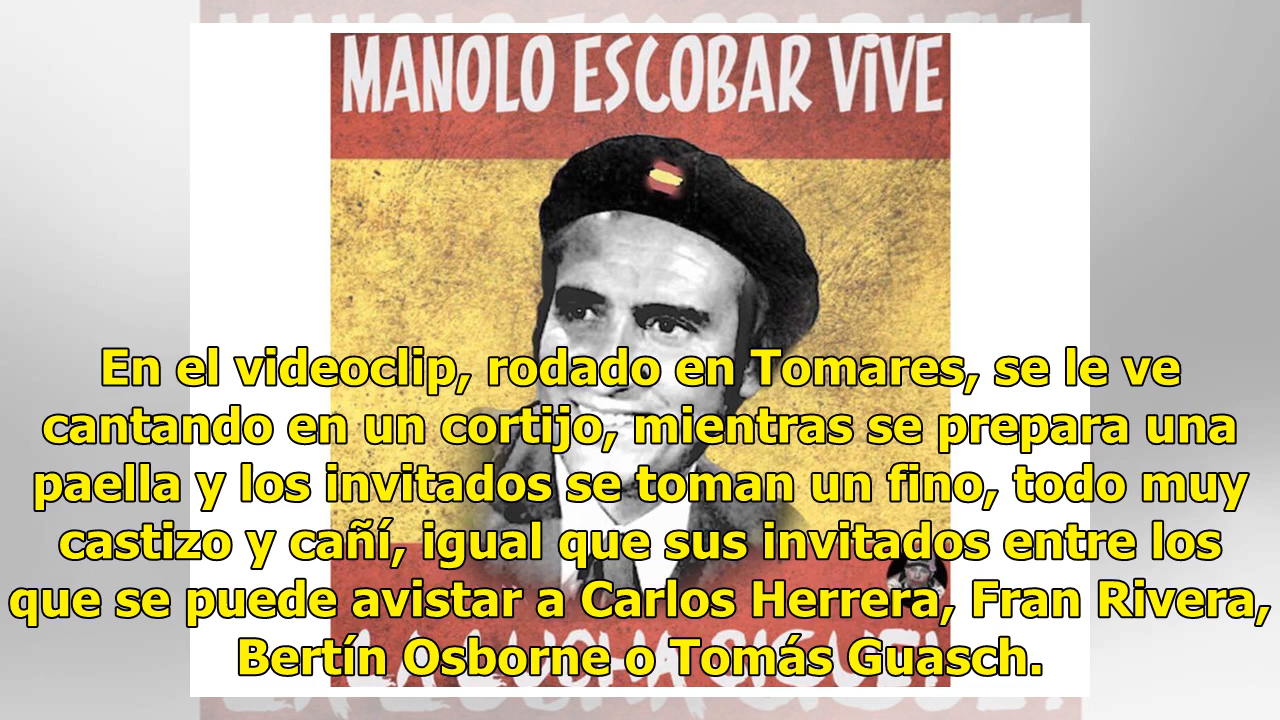 MANOLO ESCOBAR ViVE
En el videoclip, rodado en Tomares, se le ve
cantando en un cortijo, mientras se prepara una
paella y los invitados se toman un fino, todo muy
castizo y cañí, igual que sus invitados entre los
que se puede avistar a Carlos Herrera, Fran Rivera,
Bertín Osborne o Tomás Guasch.